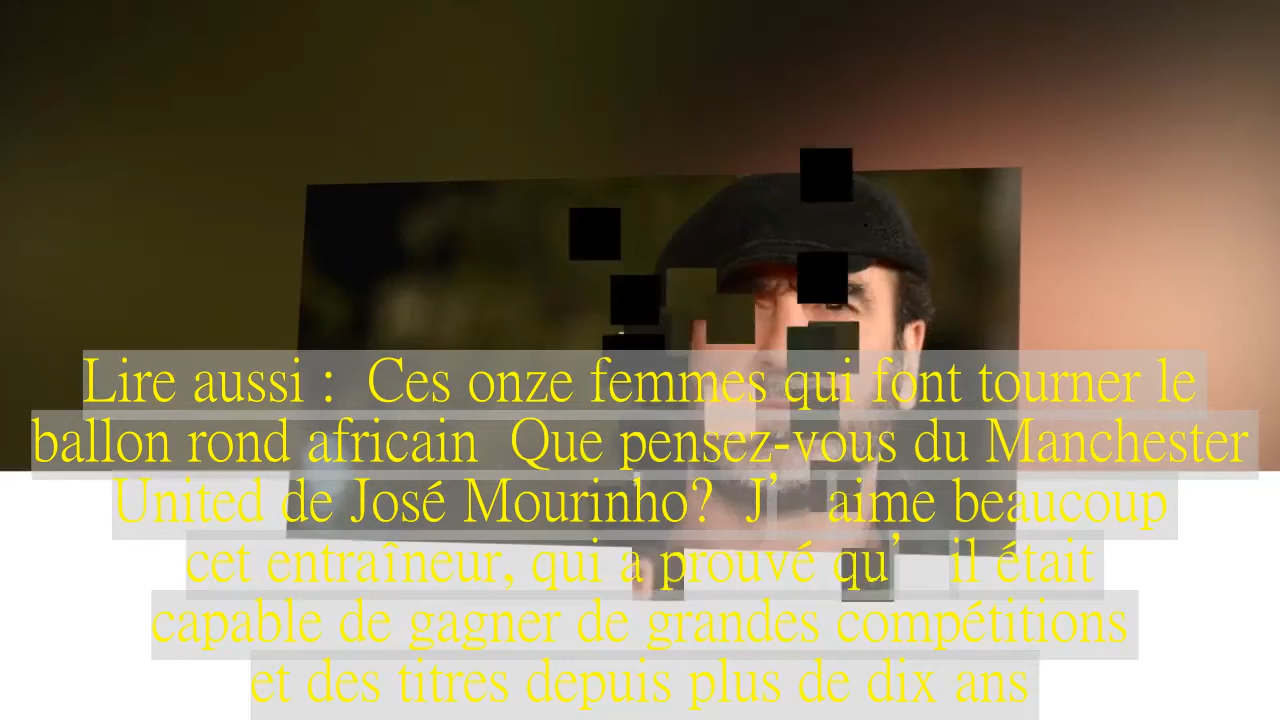 Lire aussi :  Ces onze femmes qui font tourner le
ballon rond africain  Que pensez-vous du Manchester
United de José Mourinho?  J’ aime beaucoup
cet entraîneur, qui a prouvé qu’ il était
capable de gagner de grandes compétitions
et des titres depuis plus de dix ans